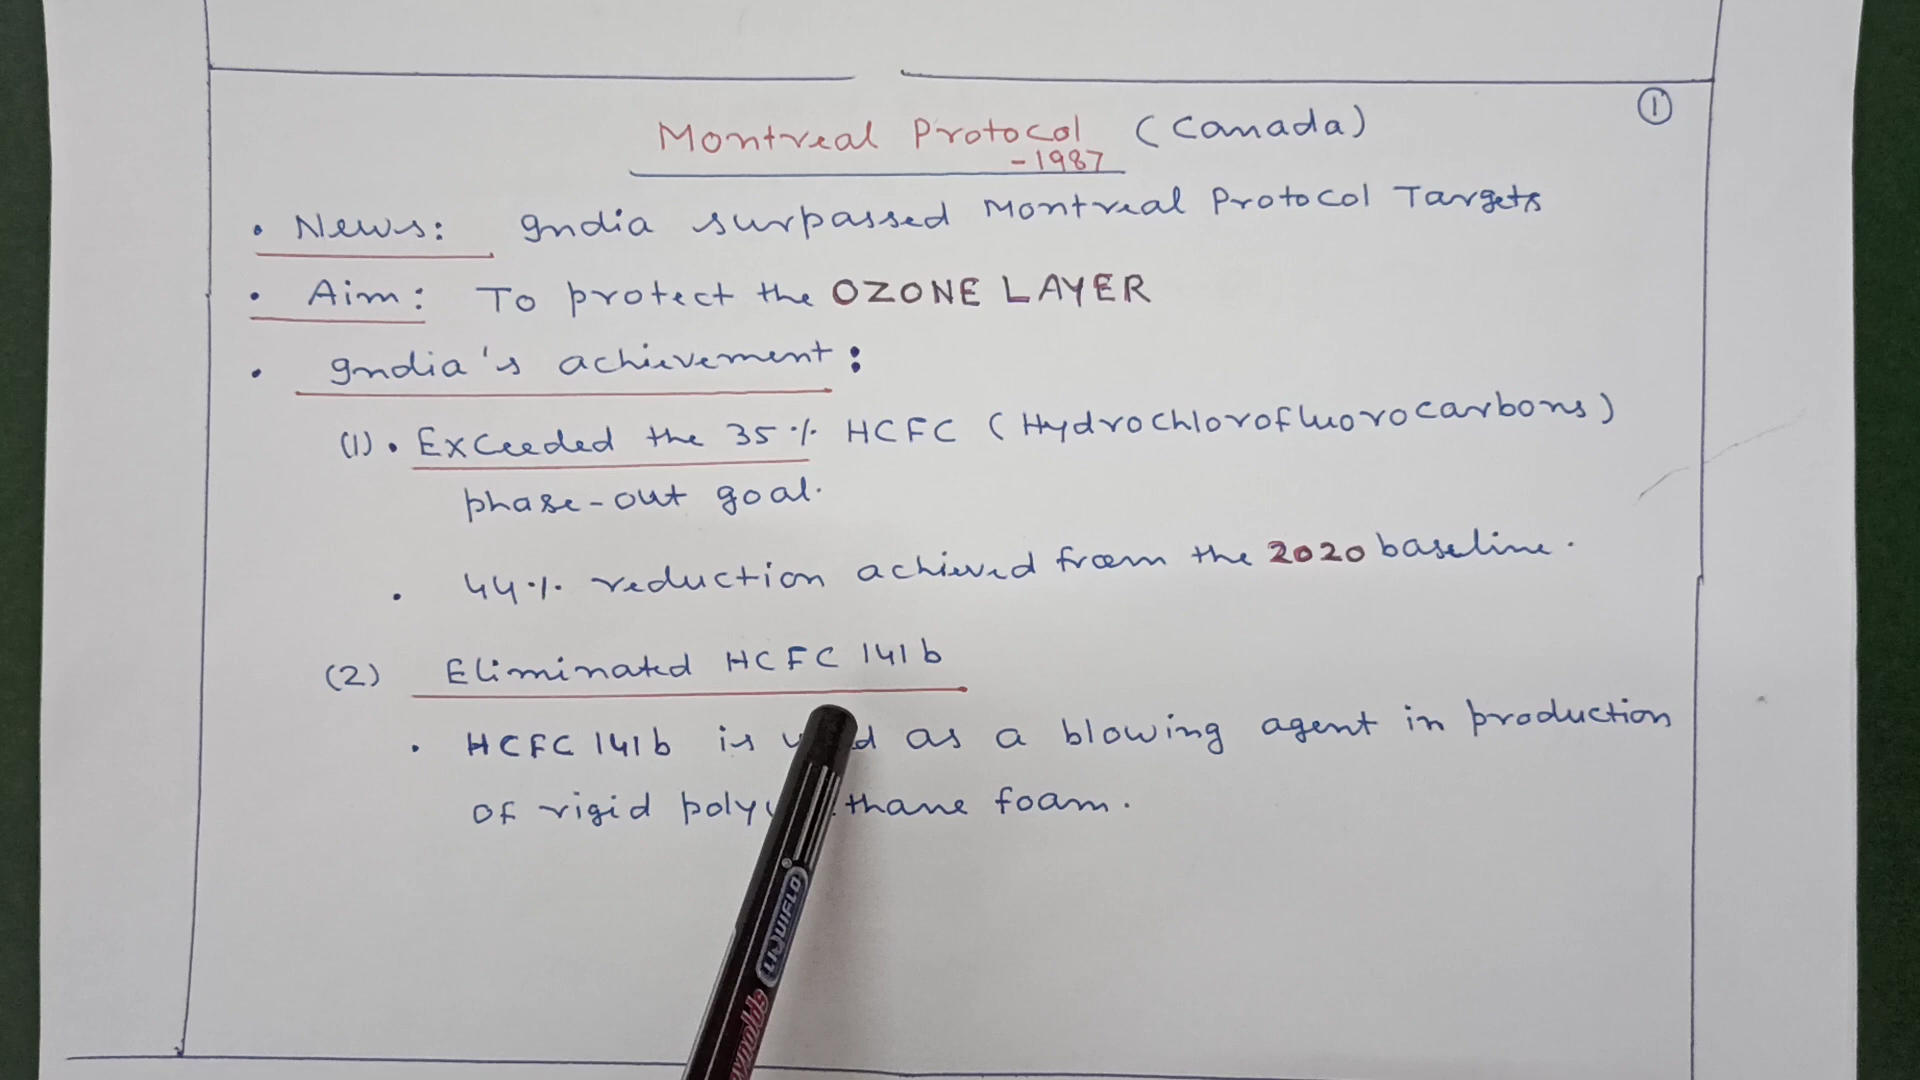 ①
Montreal Protocol (Canada)
-1987
• News: India surpassed Montreal Protocol Targets
• Aim: To protect the OZONE LAYER
• India's achievement:
(1) • Exceeded the 35% HCFC (Hydrochlorofluorocarbons)
phase-out goal.
• 44% reduction achieved from the 2020 baseline.
(2) Eliminated HCFC 141b
• HCFC 141b is as a blowing agent in production
of rigid foam.
LIQUIFLO